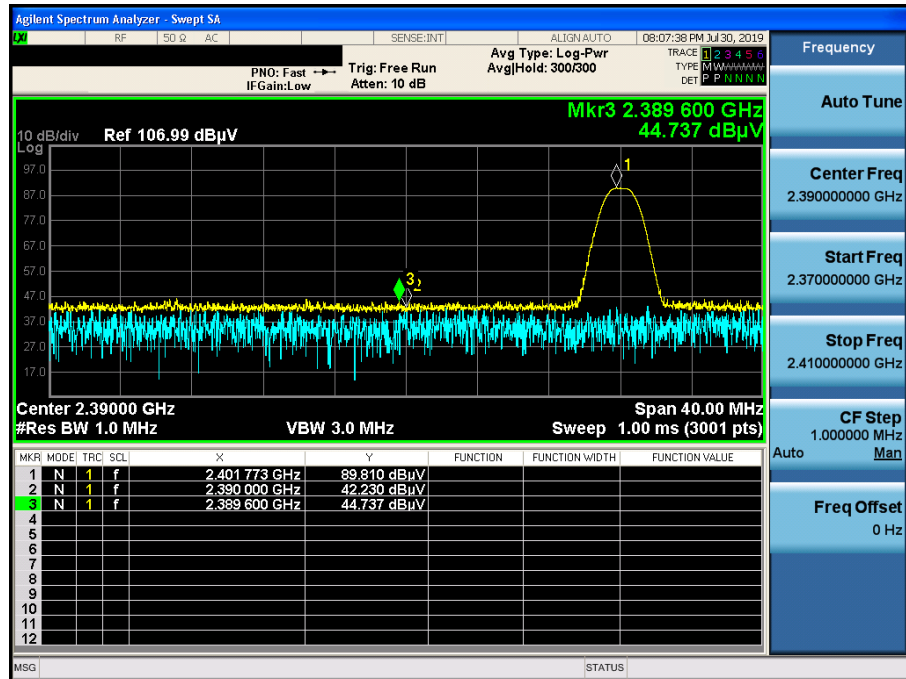 Agilent Spectrum Analyzer - Swept SA
LXI RF 50 Ω AC SENSE:INT ALIGN AUTO 08:07:38 PM Jul 30, 2019
PNO: Fast Trig: Free Run Avg Type: Log-Pwr TRACE 1 2 3 4 5 6
IFGain:Low Atten: 10 dB Avg|Hold: 300/300 TYPE MWWWWW
DET P P N N N N
Mkr3 2.389 600 GHz
44.737 dBµV
10 dB/div Ref 106.99 dBµV
Log
97.0
87.0
77.0
67.0
57.0
47.0
37.0
27.0
17.0
1
3
2
Center 2.39000 GHz Span 40.00 MHz
#Res BW 1.0 MHz VBW 3.0 MHz Sweep 1.00 ms (3001 pts)
MKR MODE TRC SCL X Y FUNCTION FUNCTION WIDTH FUNCTION VALUE
1 N 1 f 2.401 773 GHz 89.810 dBµV
2 N 1 f 2.390 000 GHz 42.230 dBµV
3 N 1 f 2.389 600 GHz 44.737 dBµV
4
5
6
7
8
9
10
11
12
MSG STATUS
Frequency
Auto Tune
Center Freq
2.390000000 GHz
Start Freq
2.370000000 GHz
Stop Freq
2.410000000 GHz
CF Step
1.000000 MHz
Auto Man
Freq Offset
0 Hz